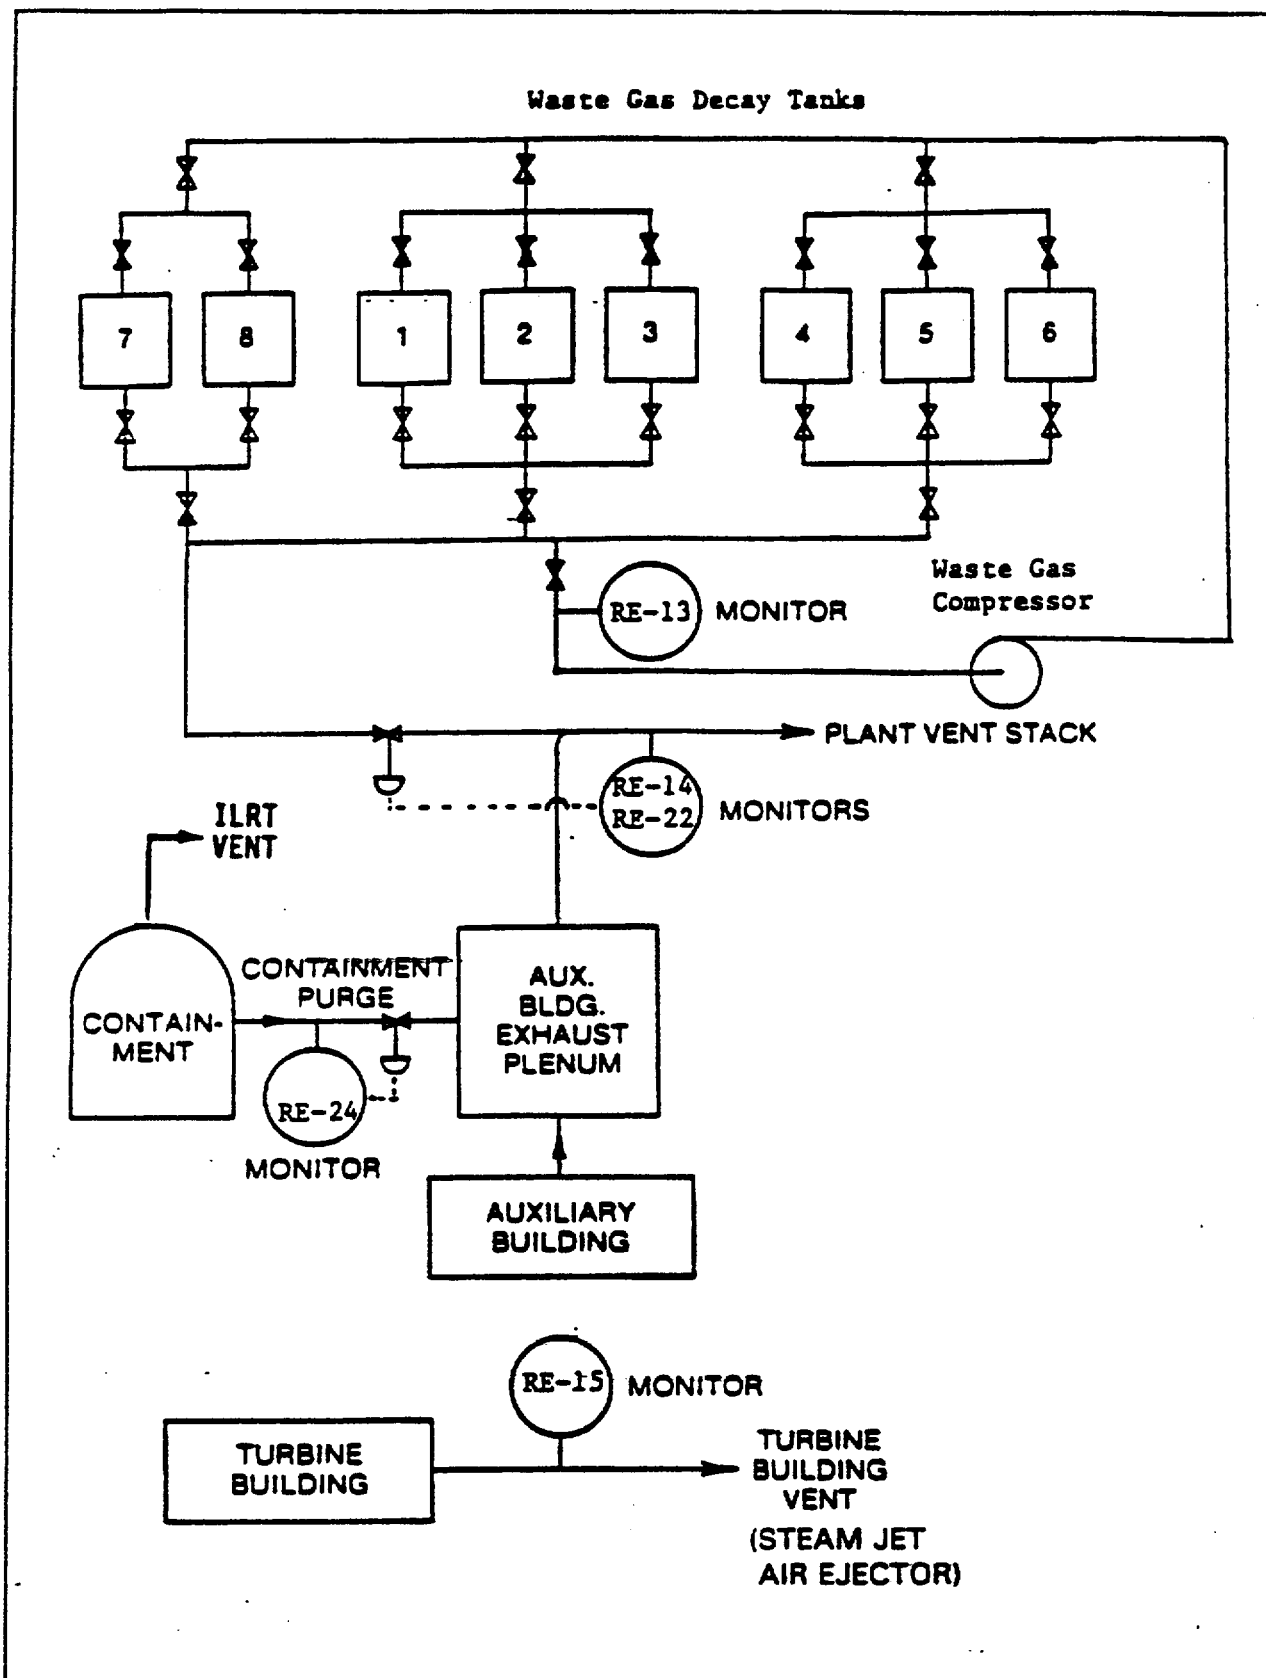 Waste Gas Decay Tanks
7
8
1
2
3
4
5
6
Waste Gas
Compressor
RE-13
MONITOR
PLANT VENT STACK
RE-14
RE-22
MONITORS
ILRT
VENT
CONTAINMENT
PURGE
CONTAIN-
MENT
AUX.
BLDG.
EXHAUST
PLENUM
RE-24
MONITOR
AUXILIARY
BUILDING
RE-15
MONITOR
TURBINE
BUILDING
TURBINE
BUILDING
VENT
(STEAM JET
AIR EJECTOR)